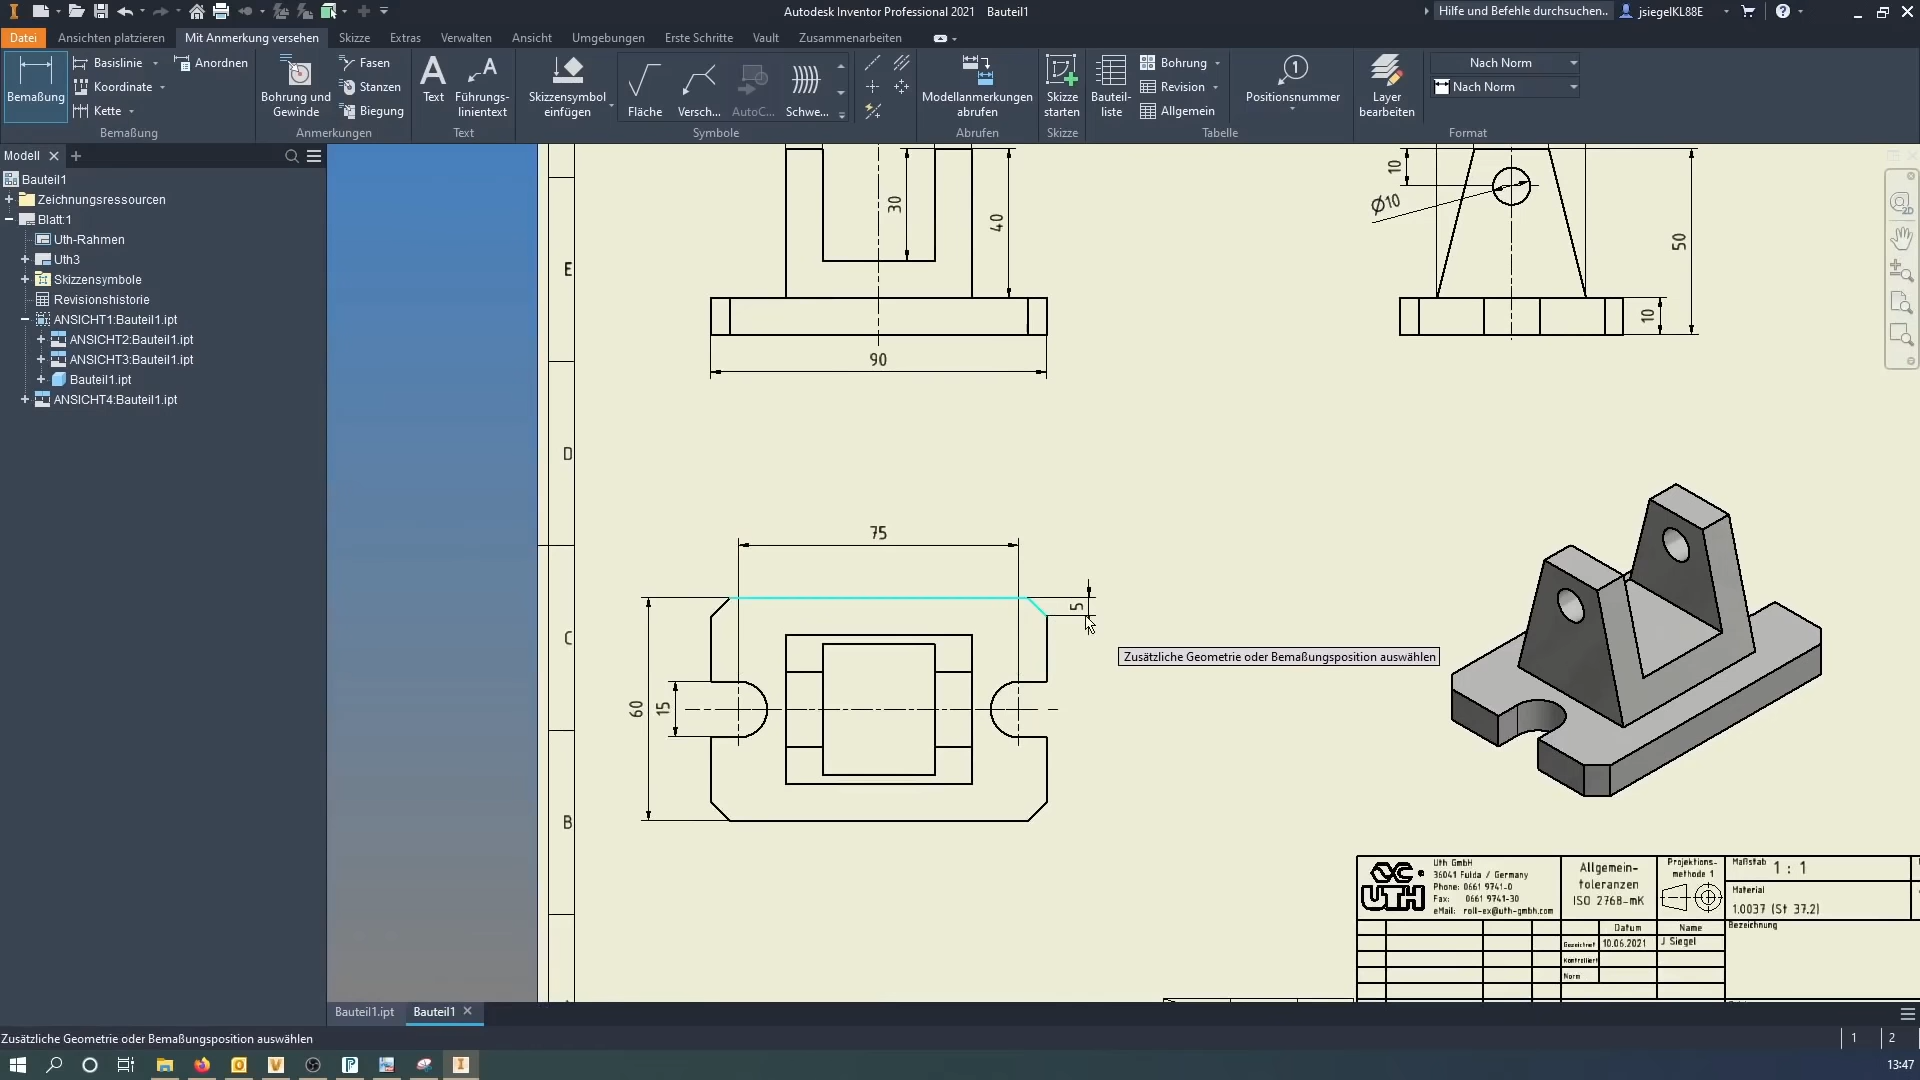 Autodesk Inventor Professional 2021 Bauteil1
Hilfe und Befehle durchsuchen..
jsiegelKL88E
Datei
Ansichten platzieren
Mit Anmerkung versehen
Skizze
Extras
Verwalten
Ansicht
Umgebungen
Erste Schritte
Vault
Zusammenarbeiten
Bemaßung
Basislinie
Koordinate
Kette
Anordnen
Bemaßung
Bohrung und
Gewinde
Fasen
Stanzen
Biegung
Anmerkungen
Text
Führungs-
linientext
Text
Skizzensymbol
einfügen
Fläche
Versch...
AutoC...
Schwe...
Symbole
Modellanmerkungen
abrufen
Abrufen
Skizze
starten
Skizze
Bauteil-
liste
Bohrung
Revision
Allgemein
Tabelle
Positionsnummer
Layer
bearbeiten
Nach Norm
Nach Norm
Format
Modell
Bauteil1
Zeichnungsressourcen
Blatt:1
Uth-Rahmen
Uth3
Skizzensymbole
Revisionshistorie
ANSICHT1:Bauteil1.ipt
ANSICHT2:Bauteil1.ipt
ANSICHT3:Bauteil1.ipt
Bauteil1.ipt
ANSICHT4:Bauteil1.ipt
E
D
C
B
30
40
90
10
Ø10
50
10
75
60
15
5
Zusätzliche Geometrie oder Bemaßungsposition auswählen
2D
UTH
Uth GmbH
36041 Fulda / Germany
Phone: 0661 9741-0
Fax: 0661 9741-30
eMail: roll-ex@uth-gmbh.com
Allgemein-
toleranzen
ISO 2768-mK
Projektions-
methode 1
Maßstab 1 : 1
Material
1.0037 (St 37.2)
Bezeichnung
Datum
Name
Gezeichnet
10.06.2021
J Siegel
Kontrolliert
Norm
Bauteil1.ipt
Bauteil1
Zusätzliche Geometrie oder Bemaßungsposition auswählen
1
2
13:47